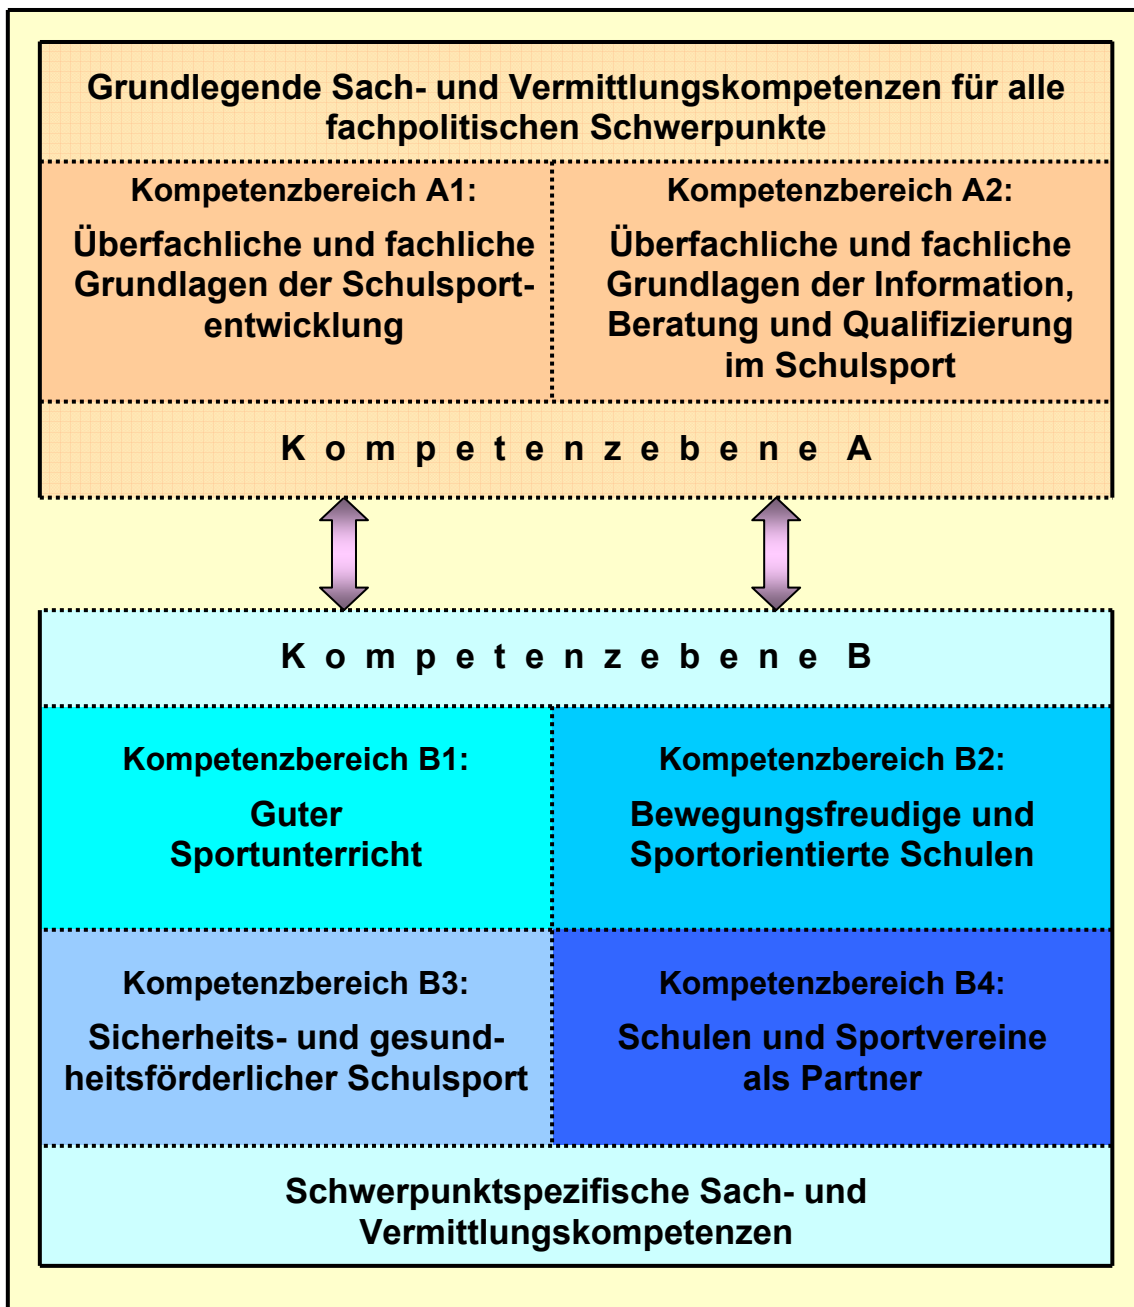 Grundlegende Sach- und Vermittlungskompetenzen für alle
fachpolitischen Schwerpunkte
Kompetenzbereich A1:
Überfachliche und fachliche
Grundlagen der Schulsport-
entwicklung
Kompetenzbereich A2:
Überfachliche und fachliche
Grundlagen der Information,
Beratung und Qualifizierung
im Schulsport
K o m p e t e n z e b e n e A
K o m p e t e n z e b e n e B
Kompetenzbereich B1:
Guter
Sportunterricht
Kompetenzbereich B2:
Bewegungsfreudige und
Sportorientierte Schulen
Kompetenzbereich B3:
Sicherheits- und gesund-
heitsförderlicher Schulsport
Kompetenzbereich B4:
Schulen und Sportvereine
als Partner
Schwerpunktspezifische Sach- und
Vermittlungskompetenzen